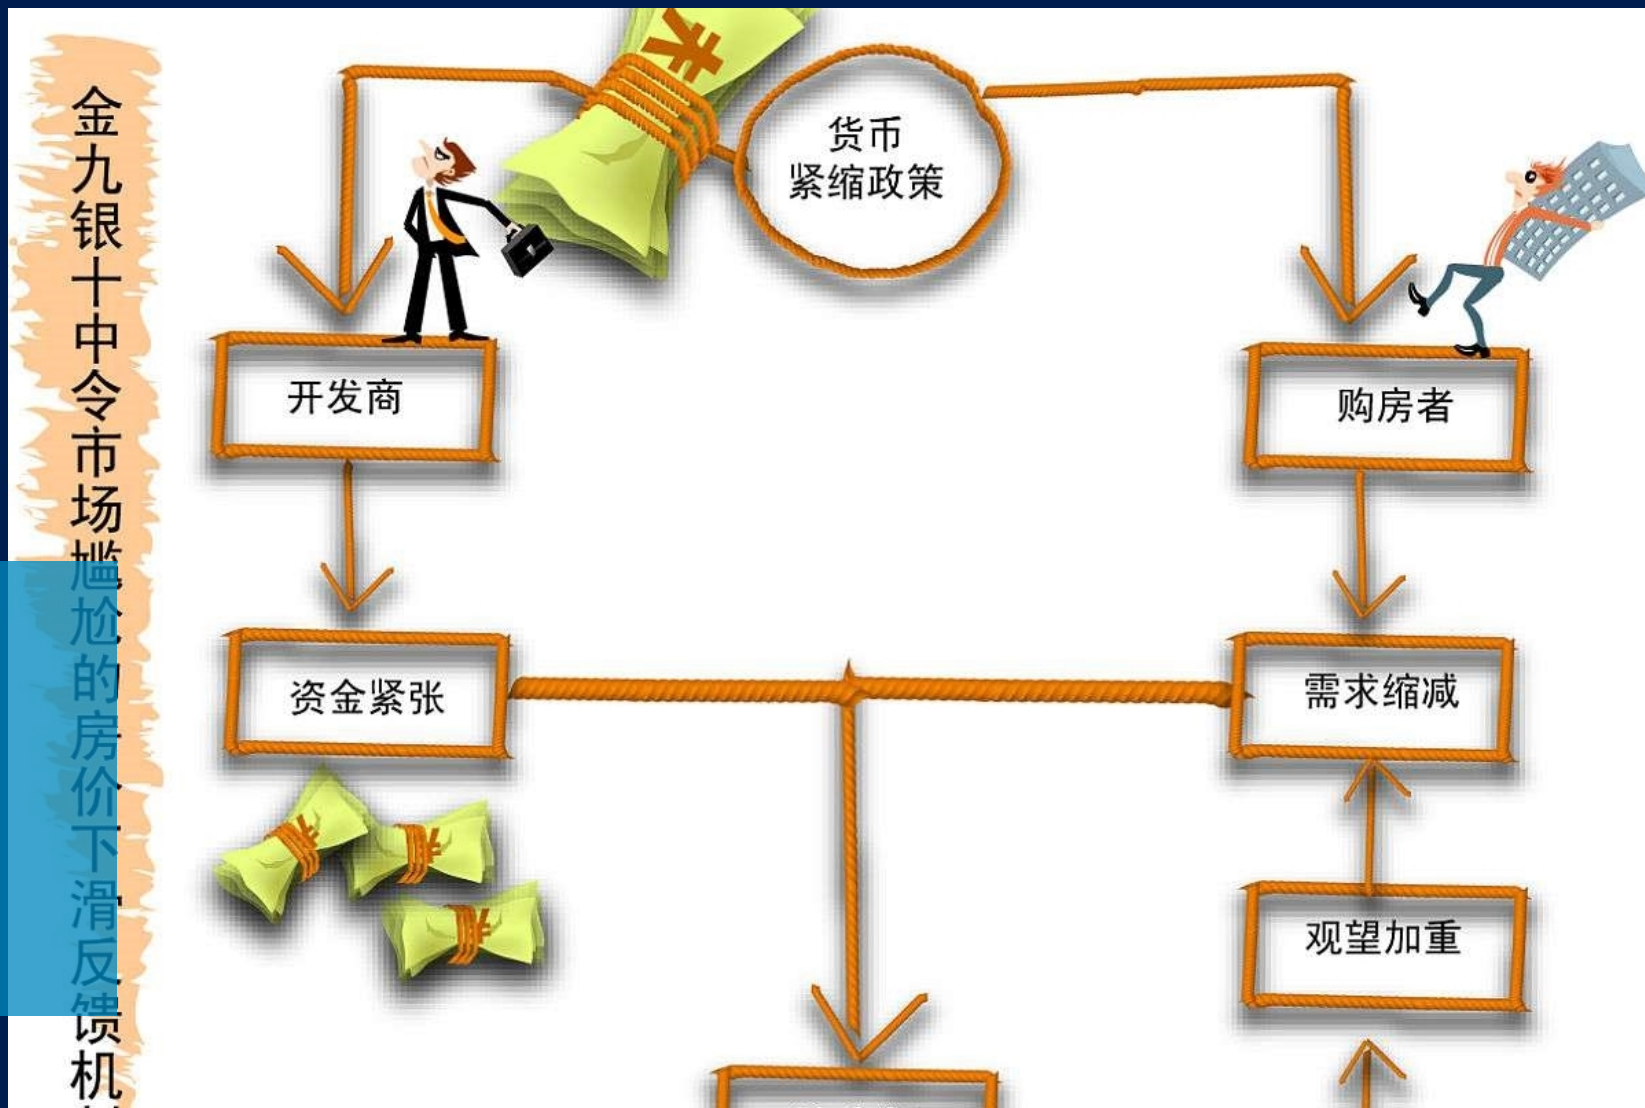 金九银十中令市场尴尬的房价下滑反馈机
货币
紧缩政策
开发商
购房者
资金紧张
需求缩减
观望加重